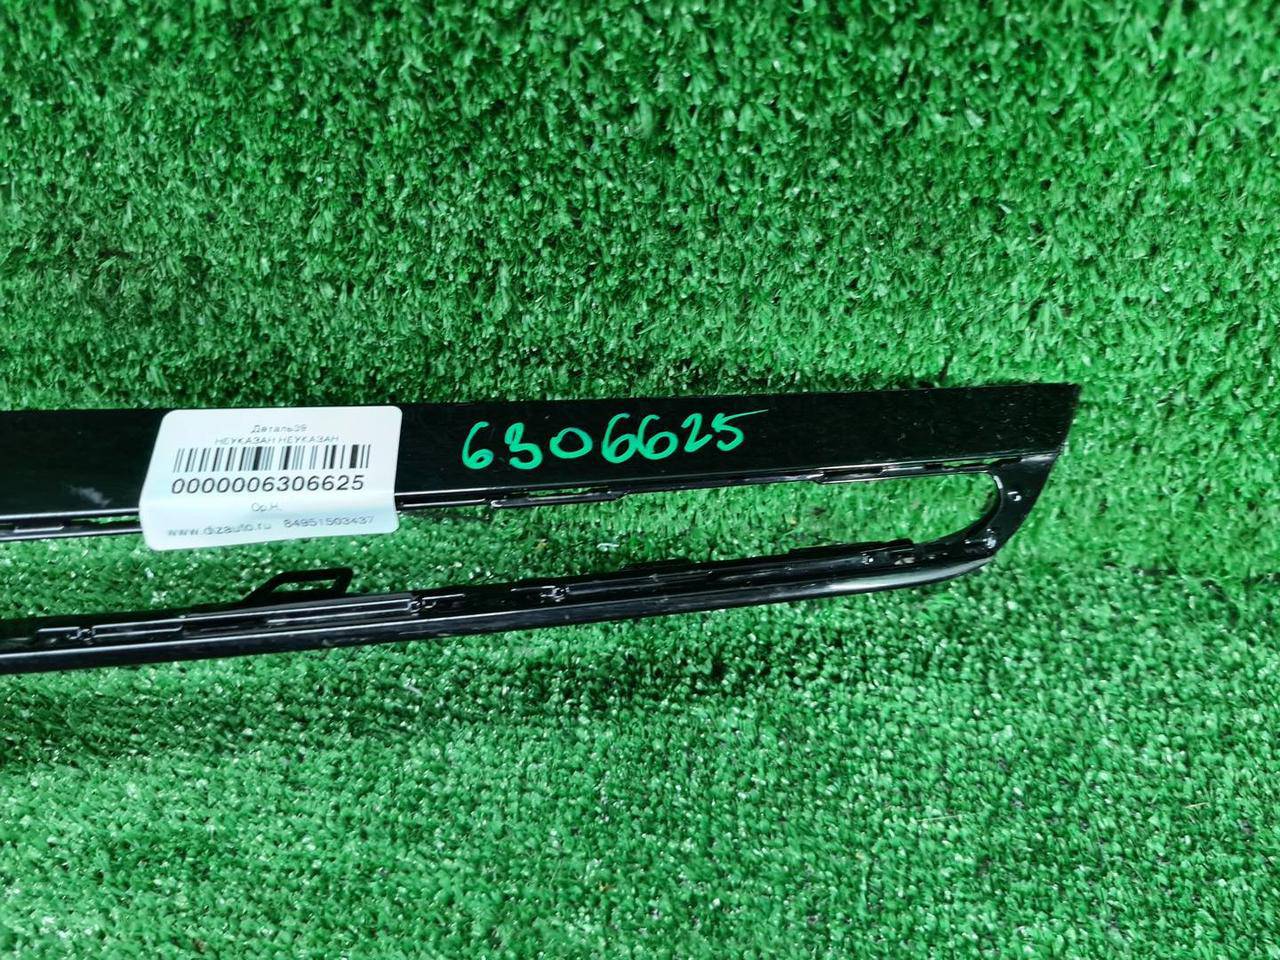 Деталь39
НЕУКАЗАН НЕУКАЗАН
0000006306625
Ор.Н.
www.dizauto.ru 84951503437
6306625